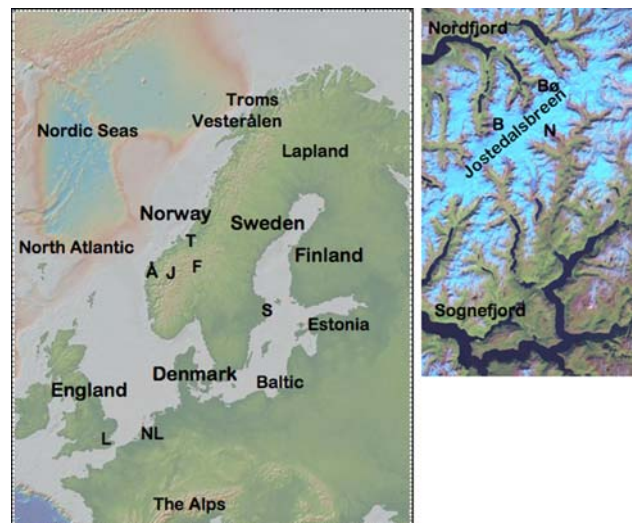 Troms
Vesterålen
Nordic Seas
Lapland
Norway
Sweden
North Atlantic
T
Finland
Å
J
F
S
Estonia
Denmark
England
Baltic
L
NL
The Alps
Nordfjord
Bø
B
Jostedalsbreen
N
Sognefjord